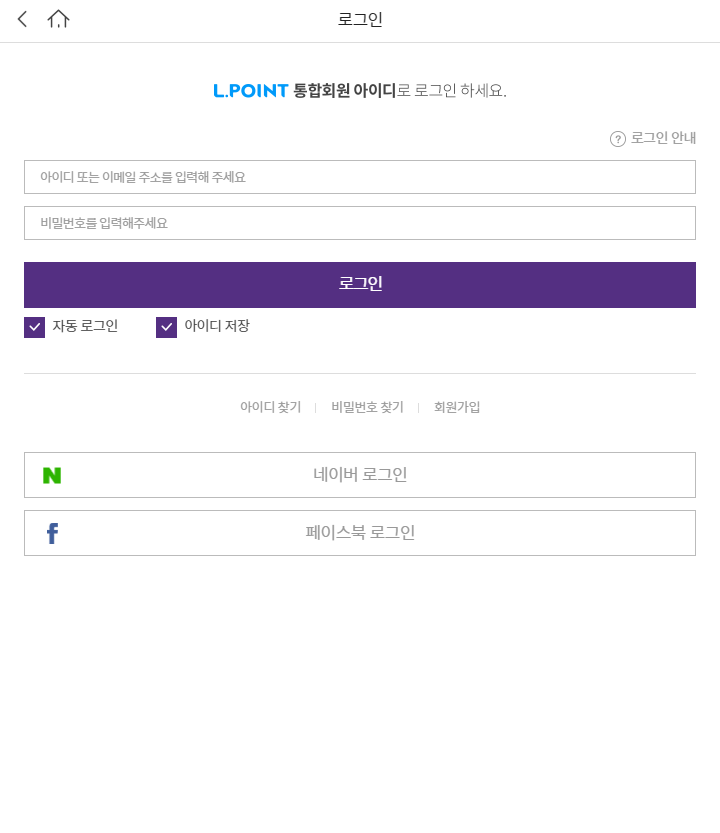 로그인
L.POINT 통합회원 아이디로 로그인 하세요.
? 로그인 안내
아이디 또는 이메일 주소를 입력해 주세요
비밀번호를 입력해주세요
로그인
자동 로그인 아이디 저장
아이디 찾기 비밀번호 찾기 회원가입
N 네이버 로그인
f 페이스북 로그인